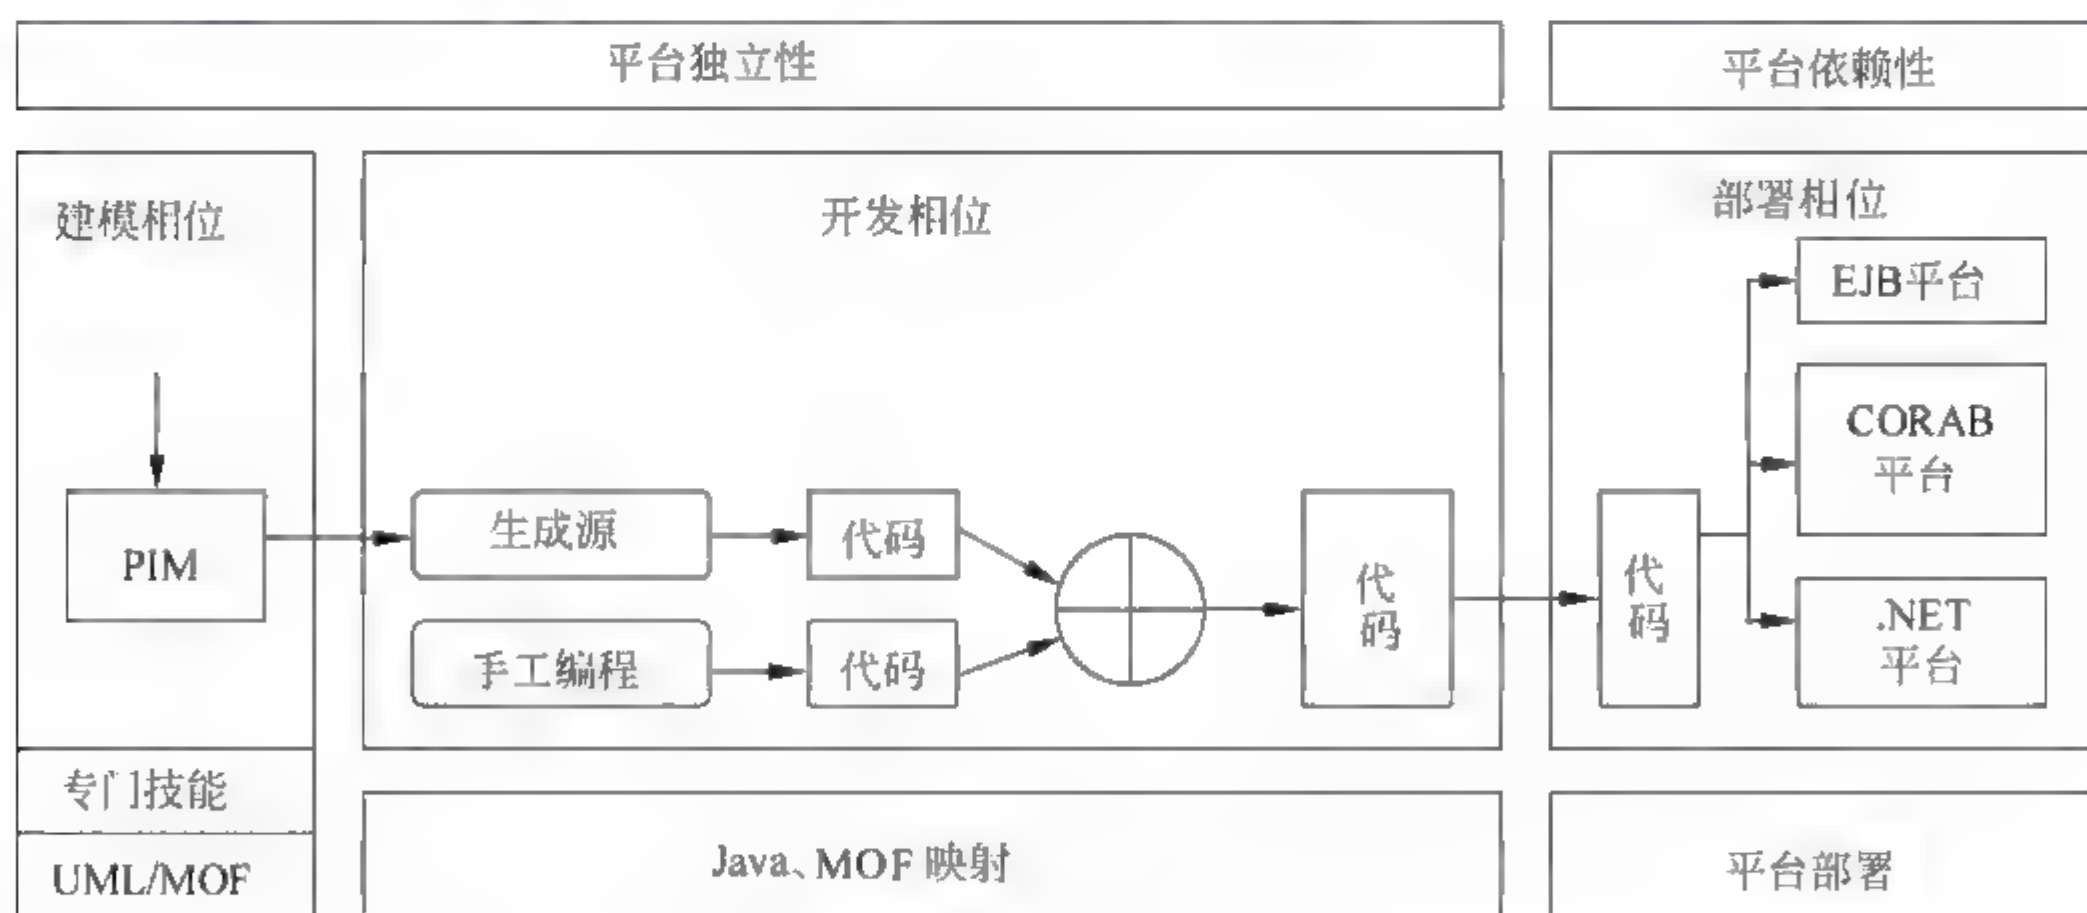 平台独立性
平台依赖性
建模相位
开发相位
部署相位
EJB平台
CORAB
平台
PIM
生成源
代码
代
码
代
码
手工编程
代码
.NET
平台
专门技能
UML/MOF
Java、MOF 映射
平台部署